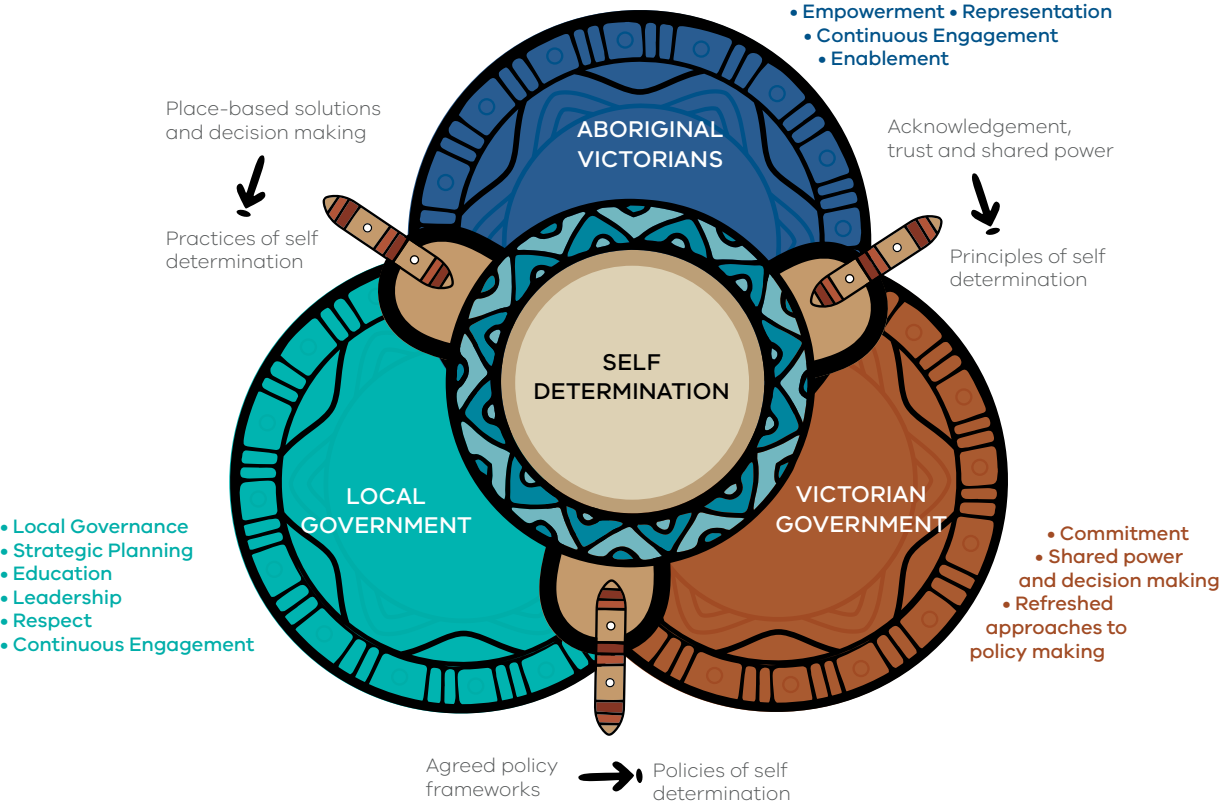 • Empowerment • Representation
• Continuous Engagement
• Enablement
Place-based solutions
and decision making
Practices of self
determination
ABORIGINAL
VICTORIANS
Acknowledgement,
trust and shared power
Principles of self
determination
SELF
DETERMINATION
LOCAL
GOVERNMENT
VICTORIAN
GOVERNMENT
• Local Governance
• Strategic Planning
• Education
• Leadership
• Respect
• Continuous Engagement
• Commitment
• Shared power
and decision making
• Refreshed
approaches to
policy making
Agreed policy
frameworks
Policies of self
determination